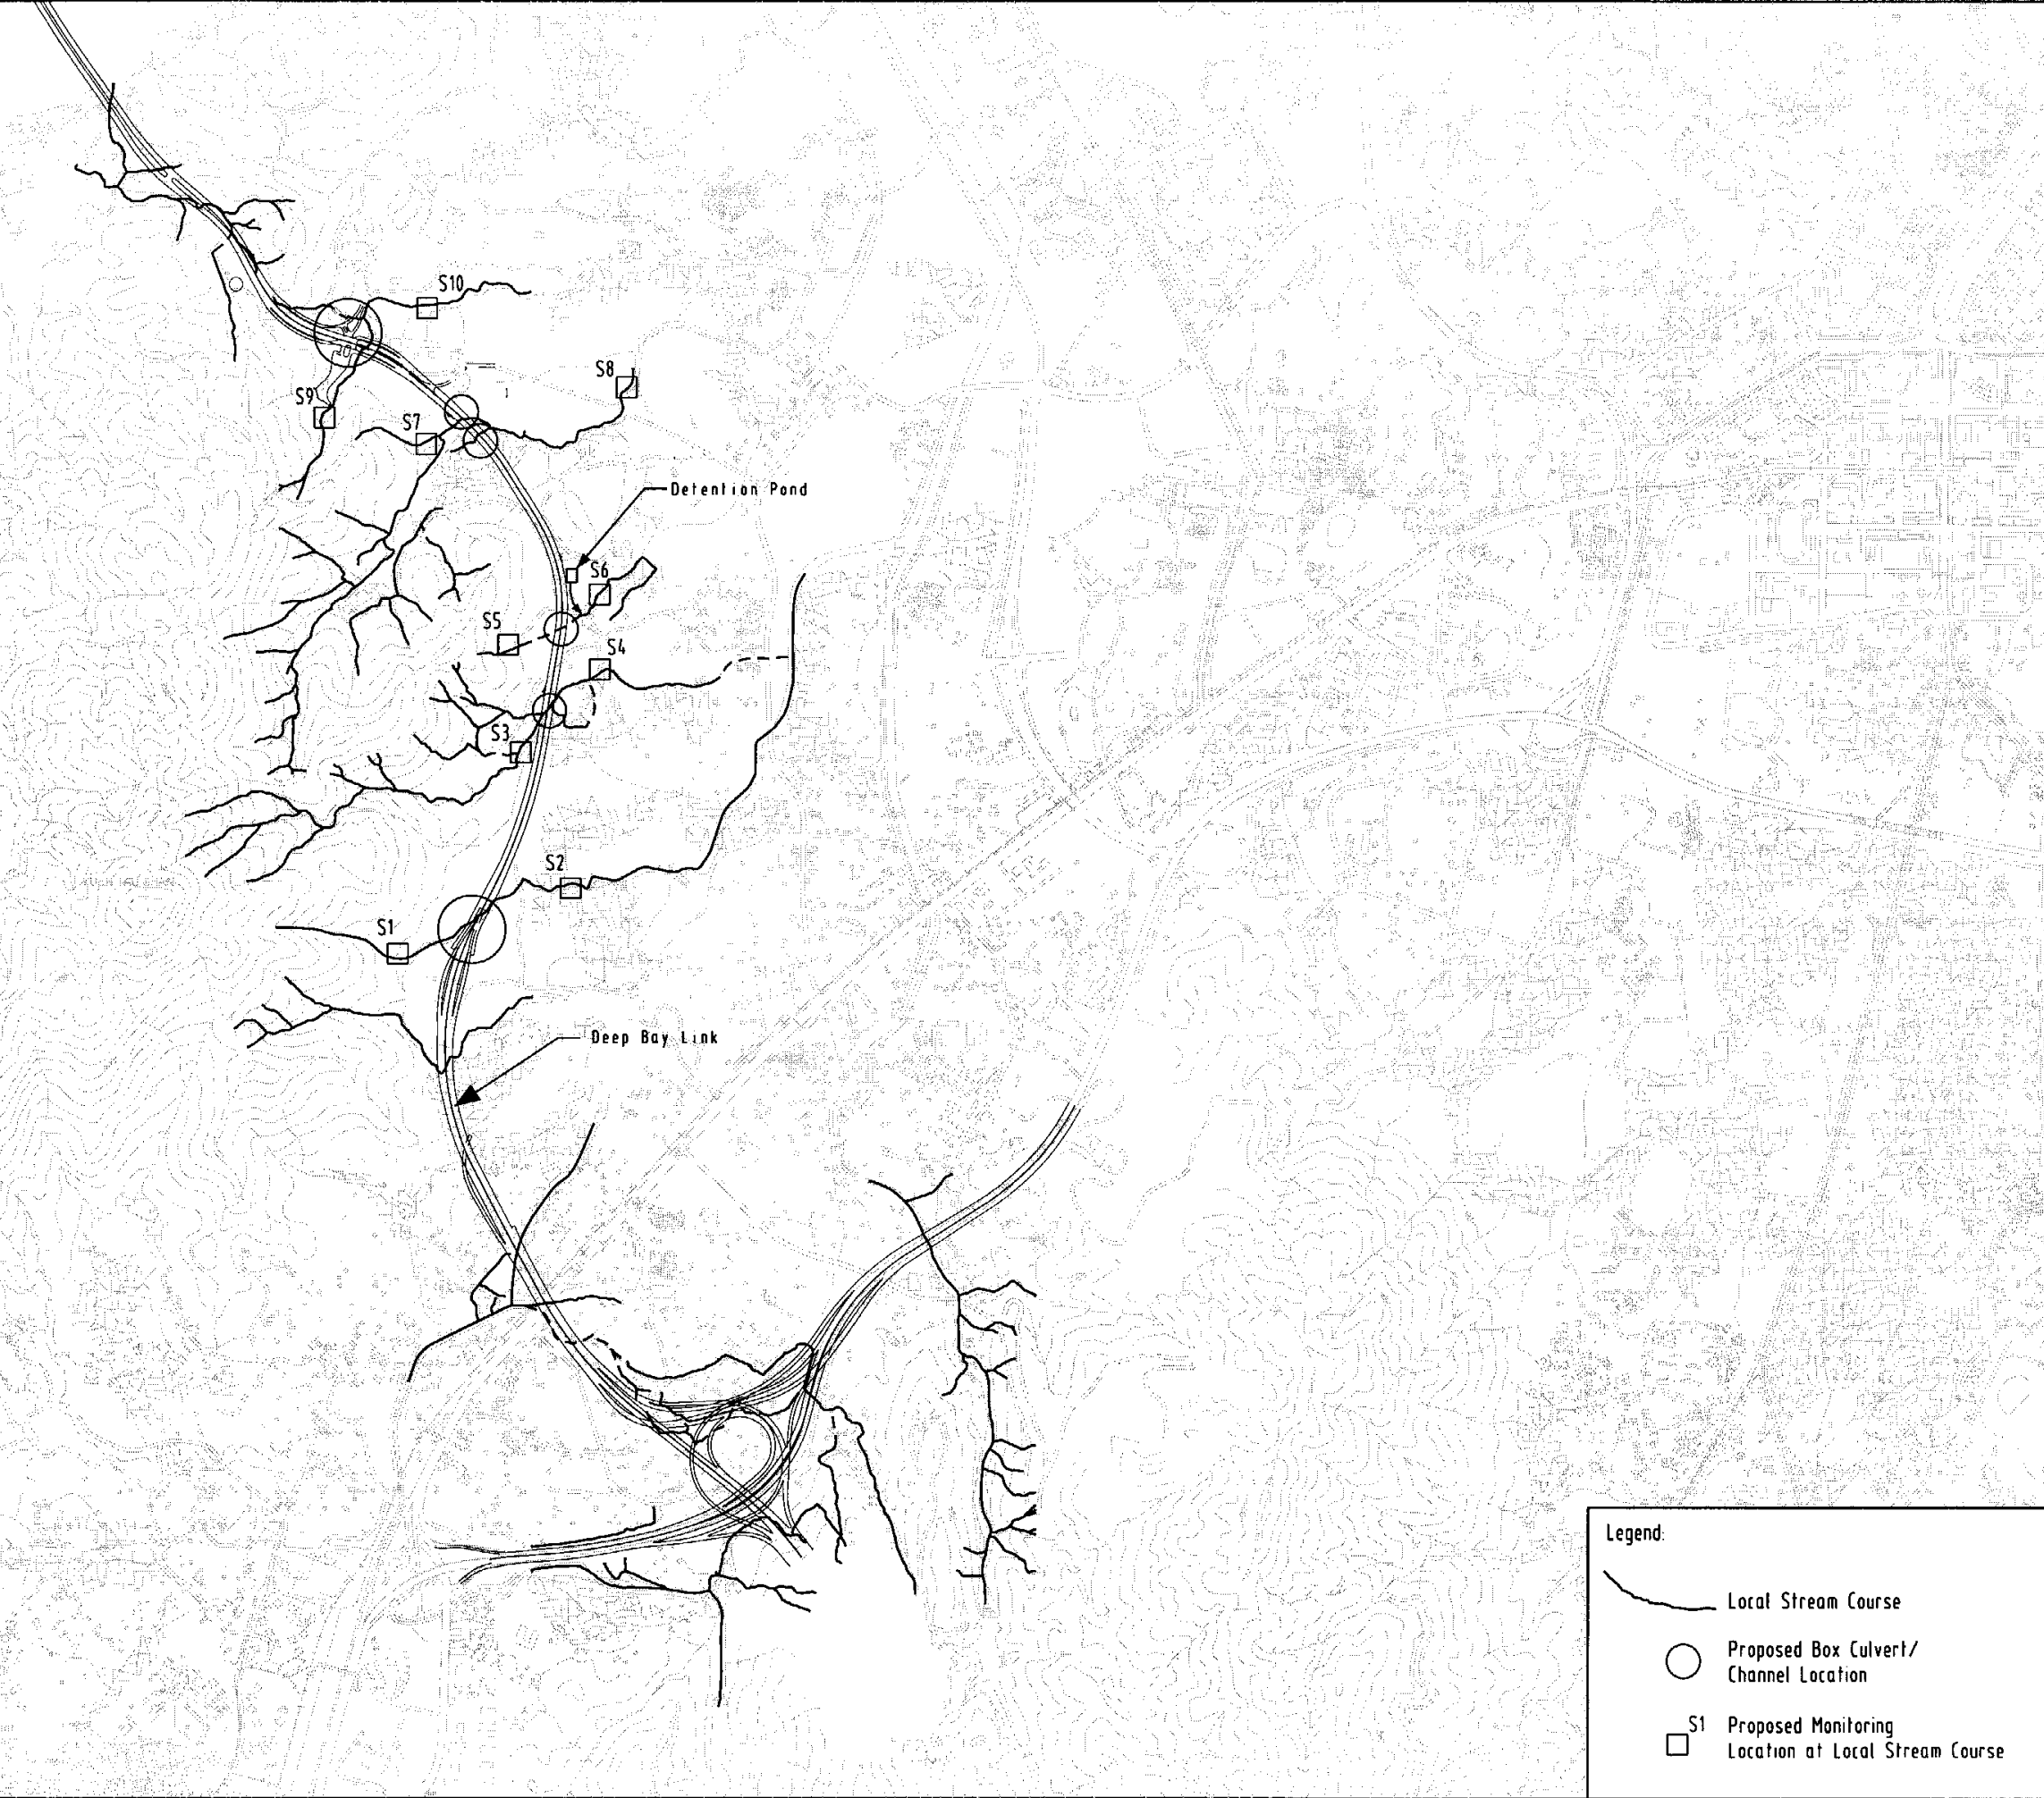 S10
S8
S9
S7
Detention Pond
S6
S5
S4
S3
S2
S1
Deep Bay Link
Legend:
Local Stream Course
Proposed Box Culvert/
Channel Location
S1
Proposed Monitoring
Location at Local Stream Course